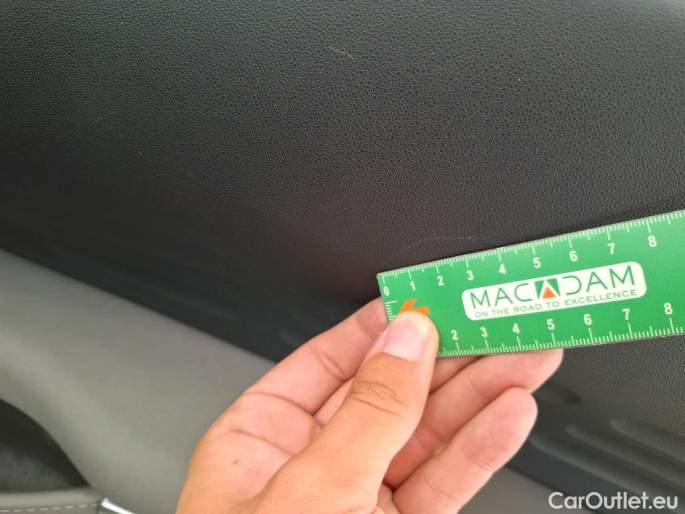 0 1 2 3 4 5 6 7 8
MACADAM
ON THE ROAD TO EXCELLENCE
2 3 4 5 6 7 8
CarOutlet.eu